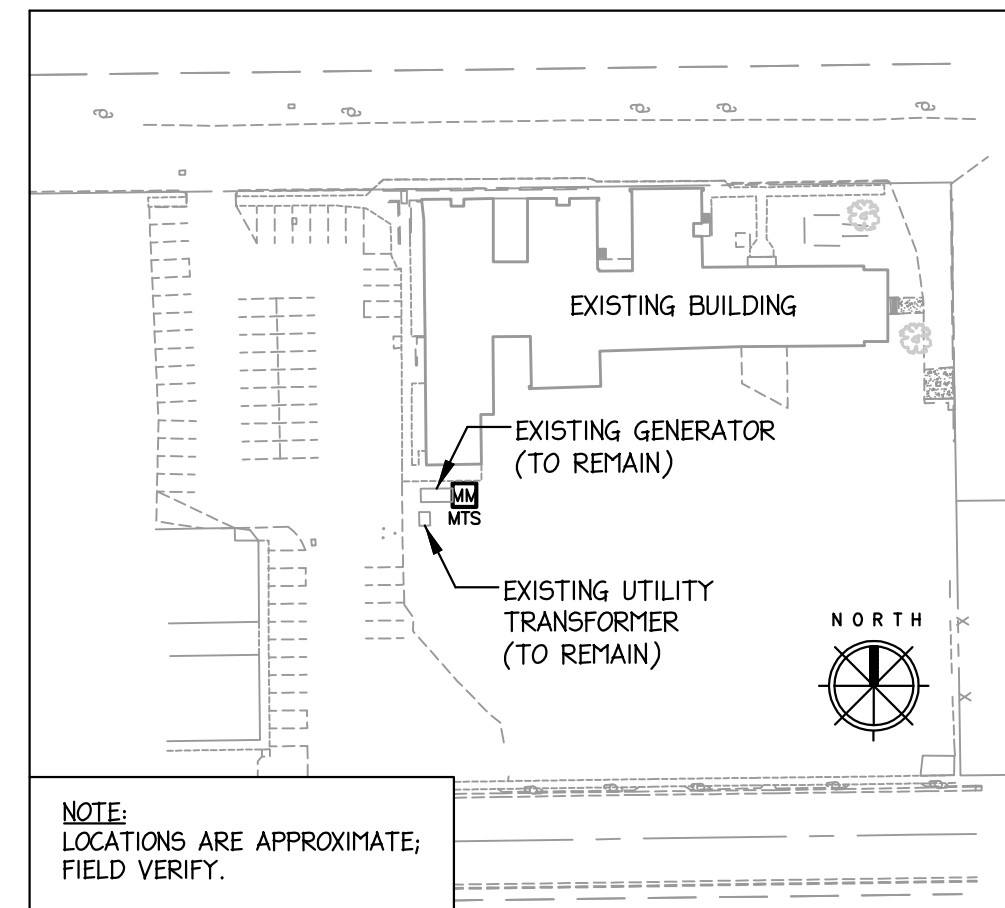 EXISTING BUILDING
EXISTING GENERATOR
(TO REMAIN)
MM
MTS
EXISTING UTILITY
TRANSFORMER
(TO REMAIN)
NORTH
NOTE:
LOCATIONS ARE APPROXIMATE;
FIELD VERIFY.